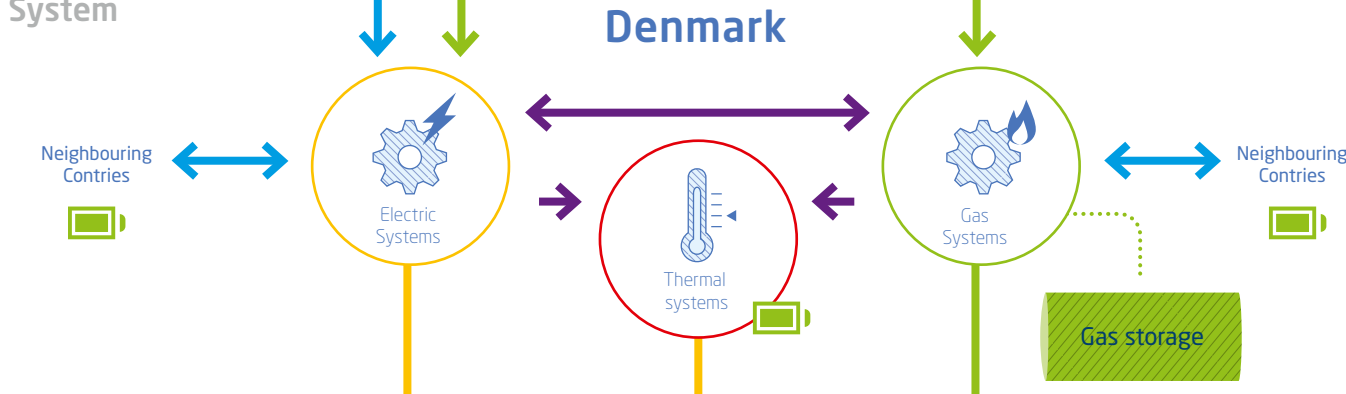 System
Denmark
Neighbouring
Contries
Electric
Systems
Thermal
systems
Gas
Systems
Neighbouring
Contries
Gas storage